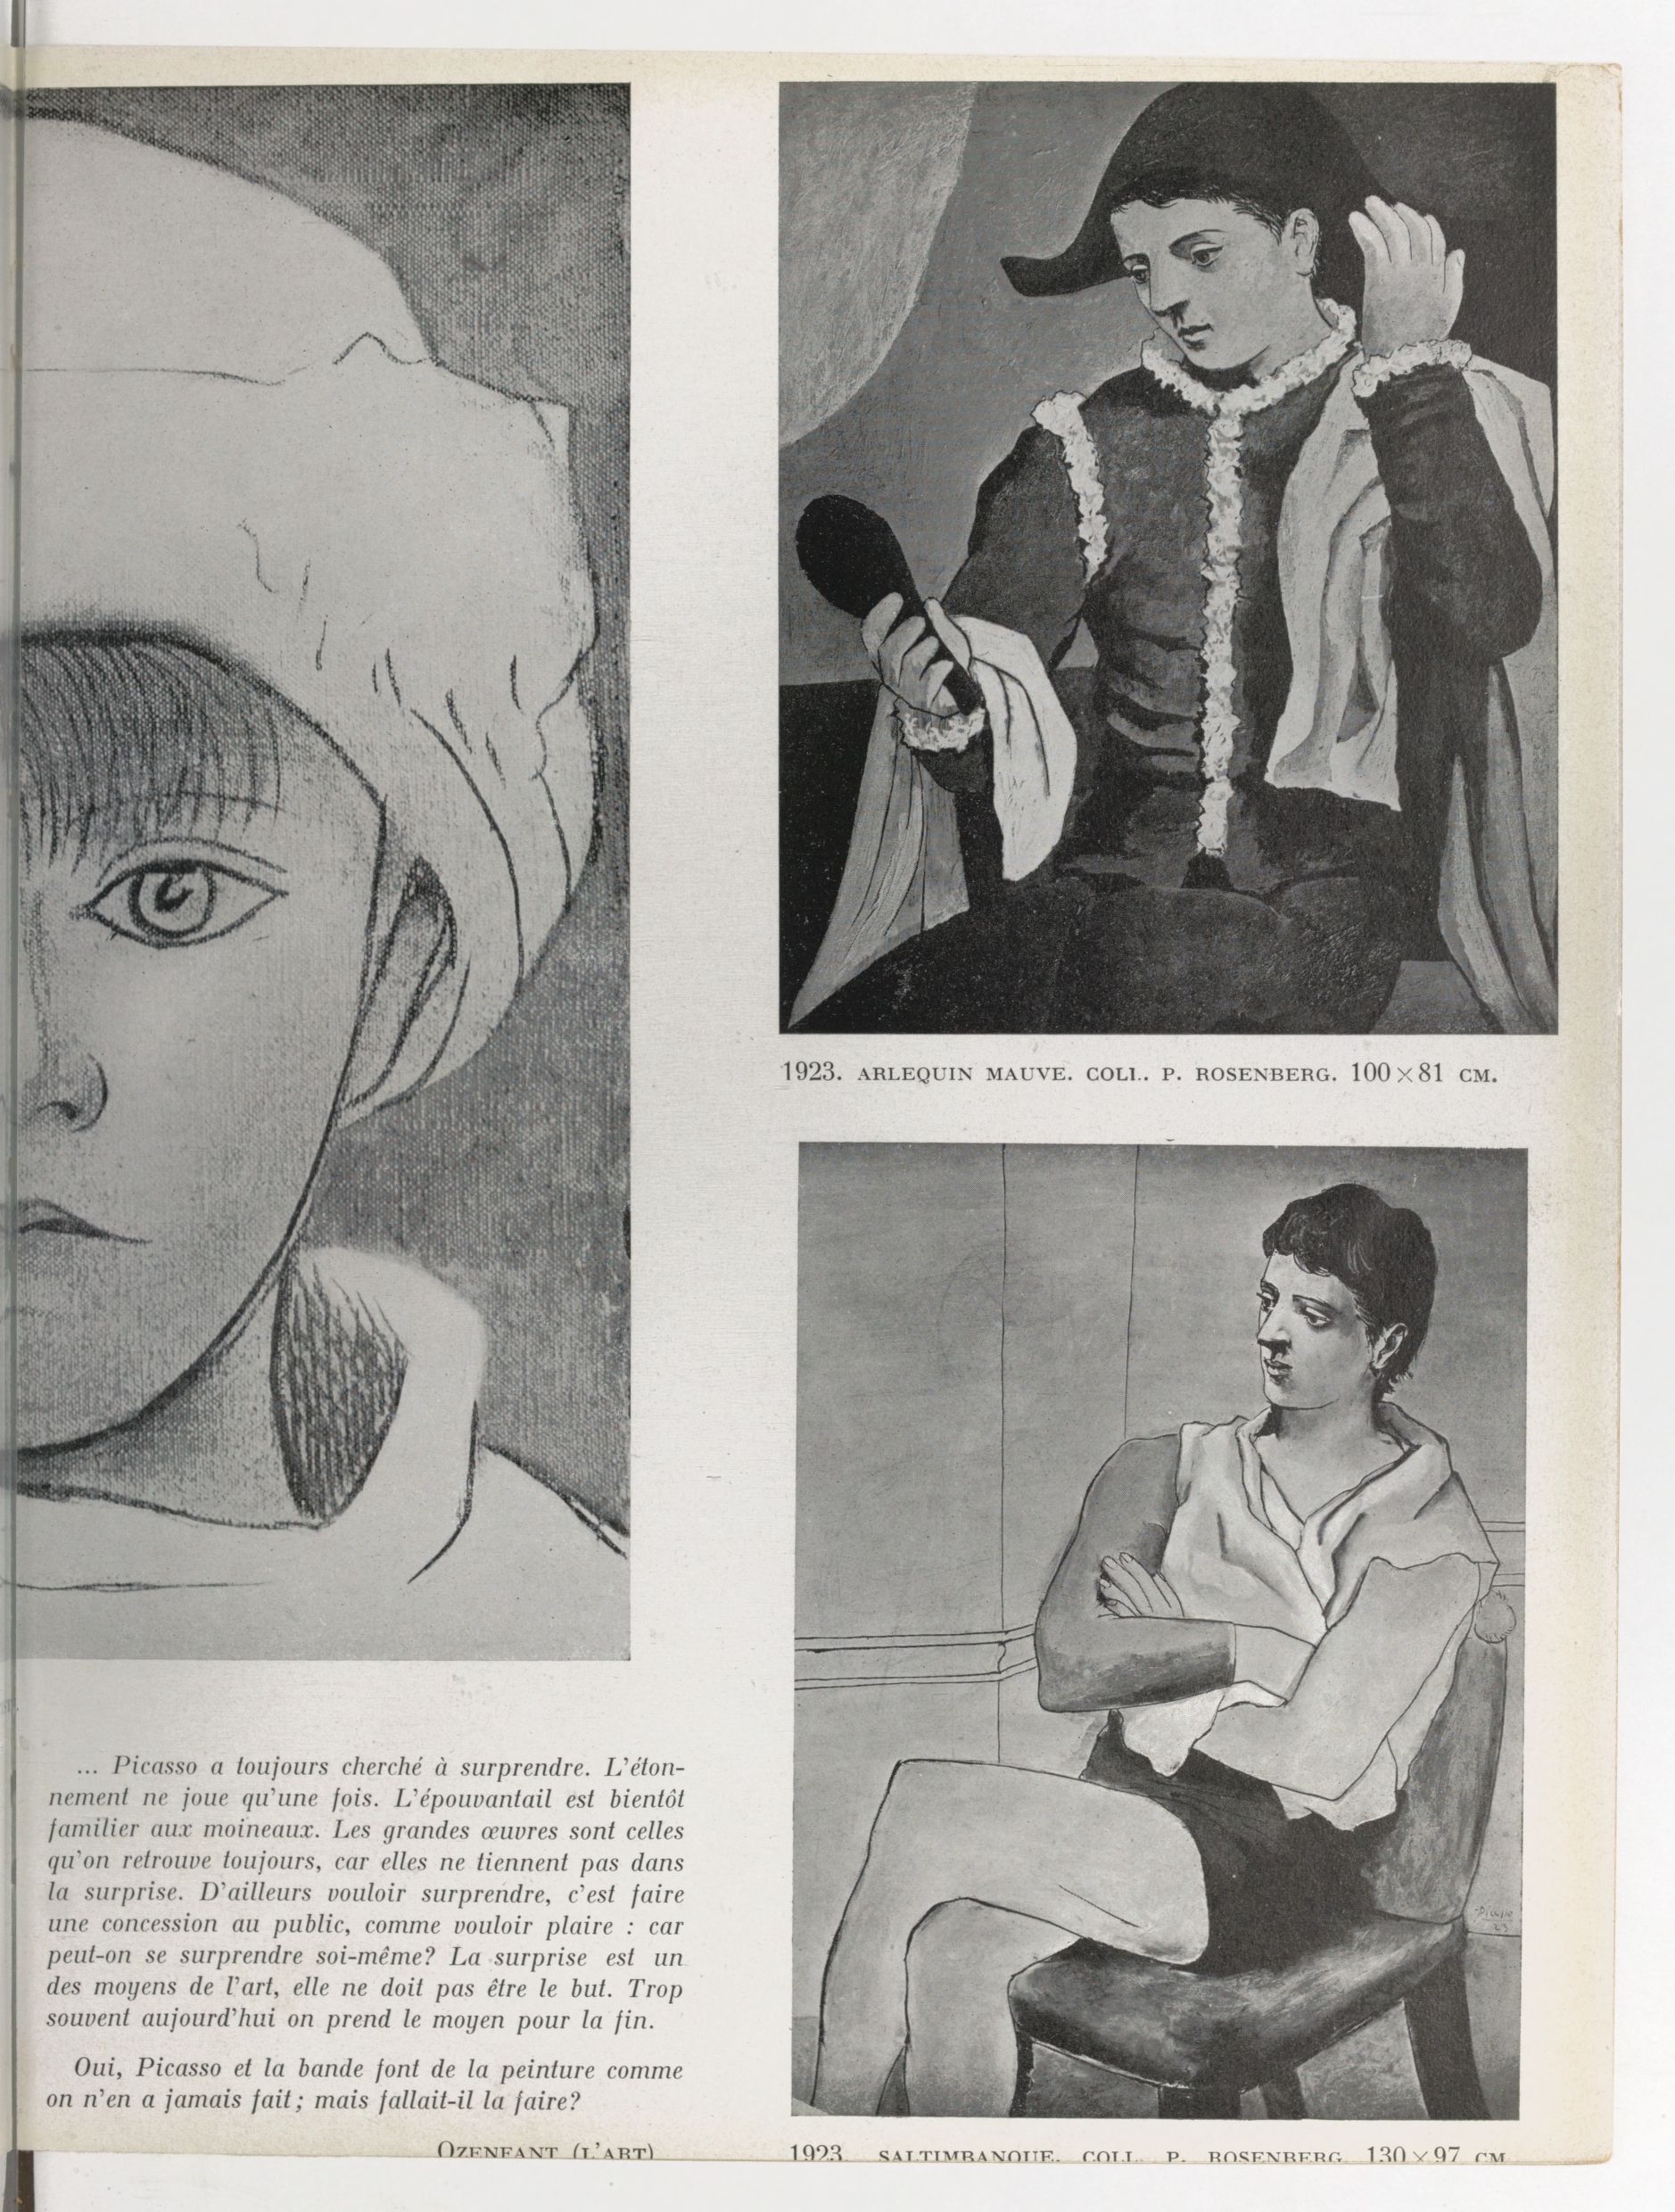 1923. ARLEQUIN MAUVE. COLL. P. ROSENBERG. 100×81 CM.
Picasso
23
... Picasso a toujours cherché à surprendre. L'éton-
nement ne joue qu'une fois. L'épouvantail est bientôt
familier aux moineaux. Les grandes œuvres sont celles
qu'on retrouve toujours, car elles ne tiennent pas dans
la surprise. D'ailleurs vouloir surprendre, c'est faire
une concession au public, comme vouloir plaire : car
peut-on se surprendre soi-même? La surprise est un
des moyens de l'art, elle ne doit pas être le but. Trop
souvent aujourd'hui on prend le moyen pour la fin.
Oui, Picasso et la bande font de la peinture comme
on n'en a jamais fait ; mais fallait-il la faire?
OZENFANT (L'ART)
1923. SALTIMBANQUE. COLL. P. ROSENBERG. 130×97 CM